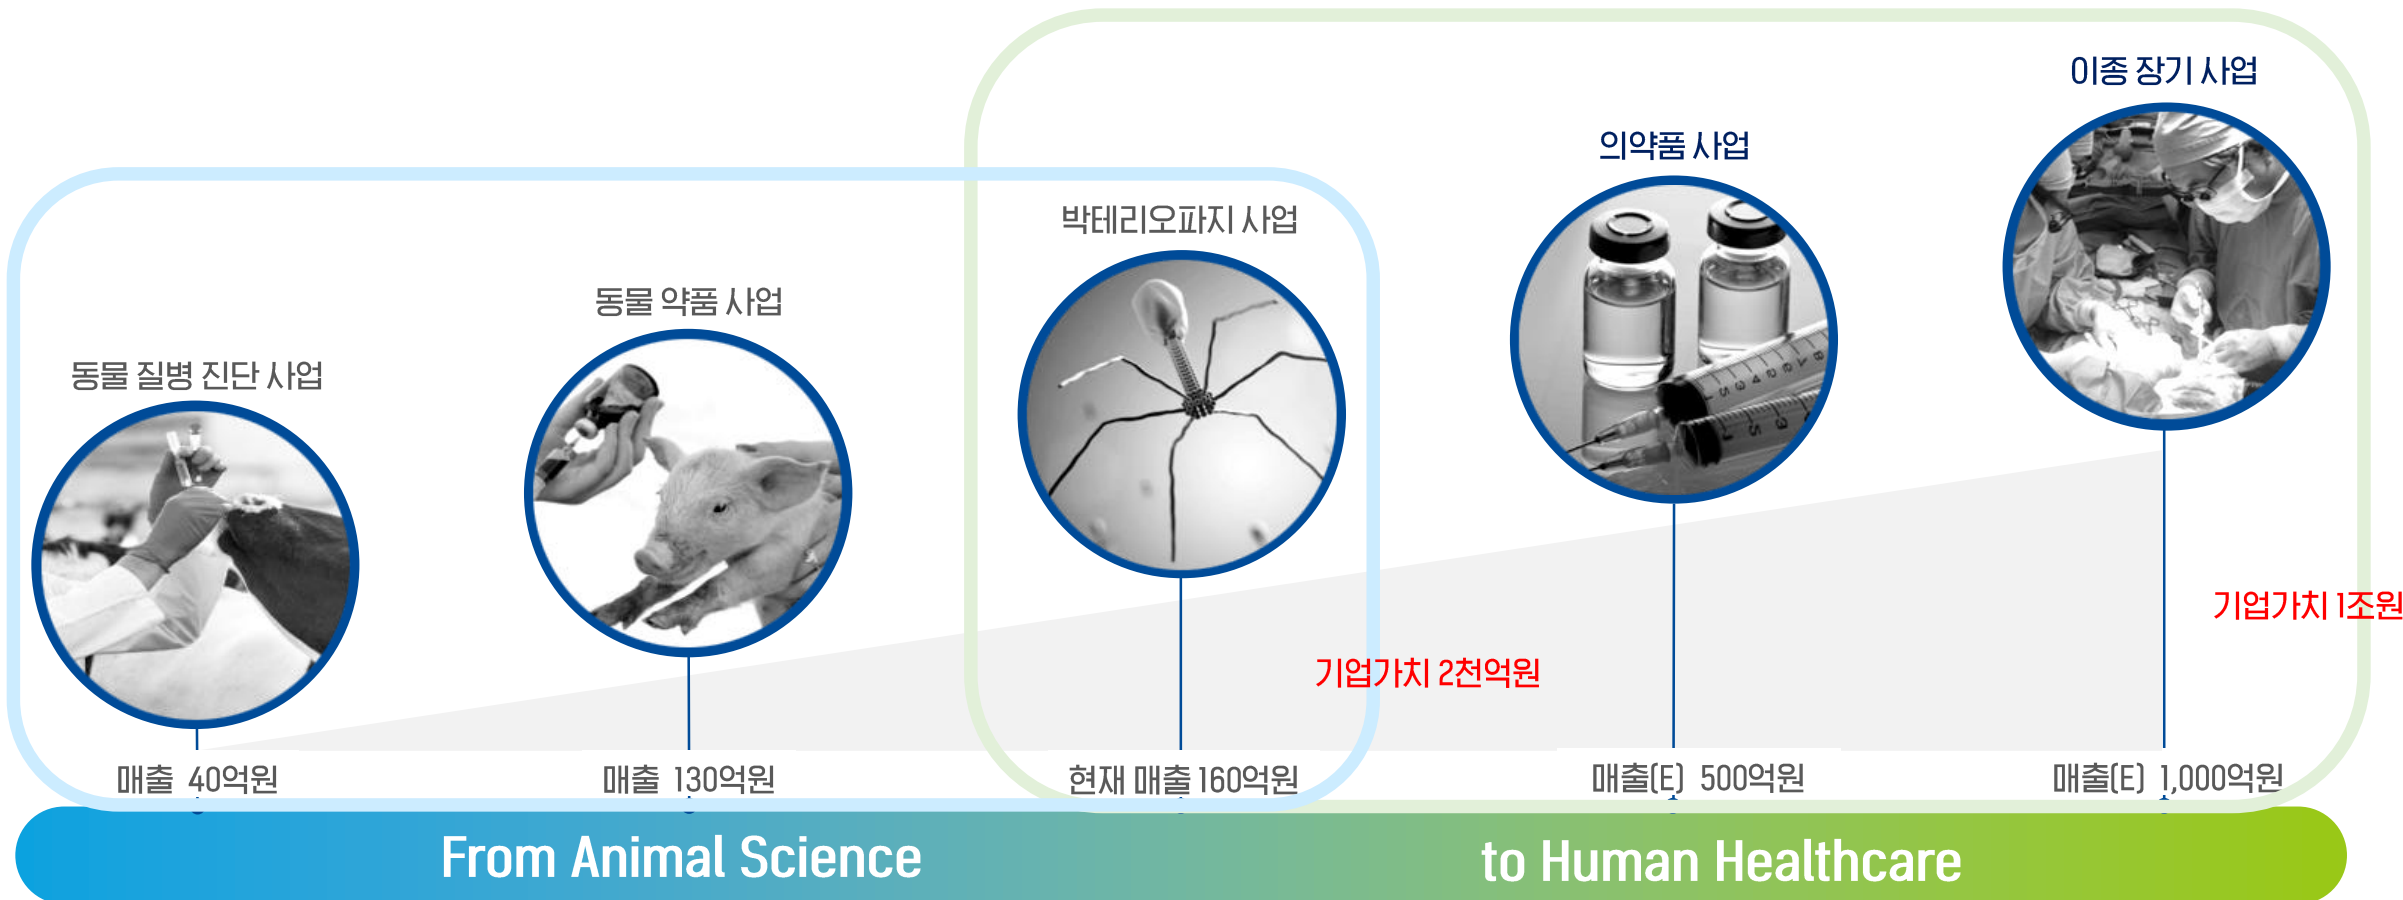 이종 장기 사업
의약품 사업
박테리오파지 사업
동물 약품 사업
동물 질병 진단 사업
기업가치 1조원
기업가치 2천억원
매출 40억원
매출 130억원
현재 매출 160억원
매출(E) 500억원
매출(E) 1,000억원
From Animal Science
to Human Healthcare